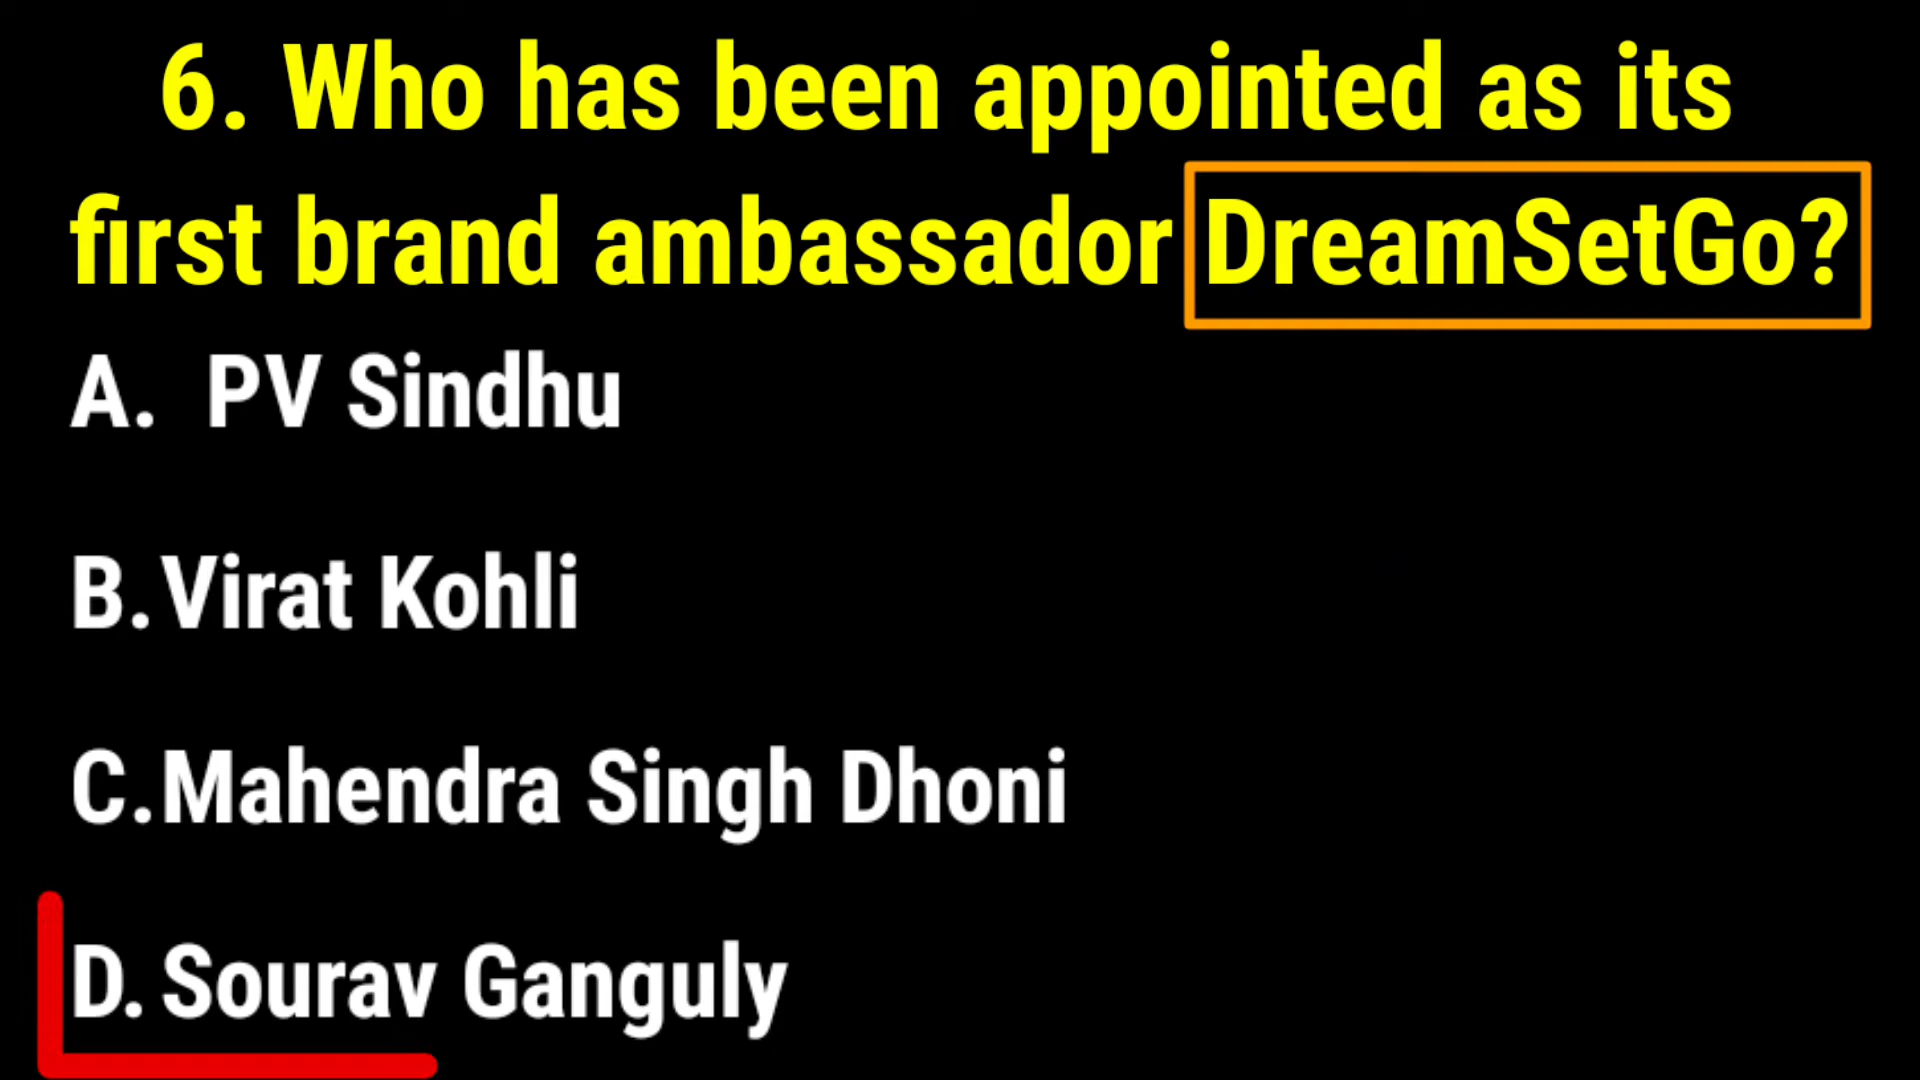 6. Who has been appointed as its
first brand ambassador DreamSetGo?
A. PV Sindhu
B. Virat Kohli
C. Mahendra Singh Dhoni
D. Sourav Ganguly